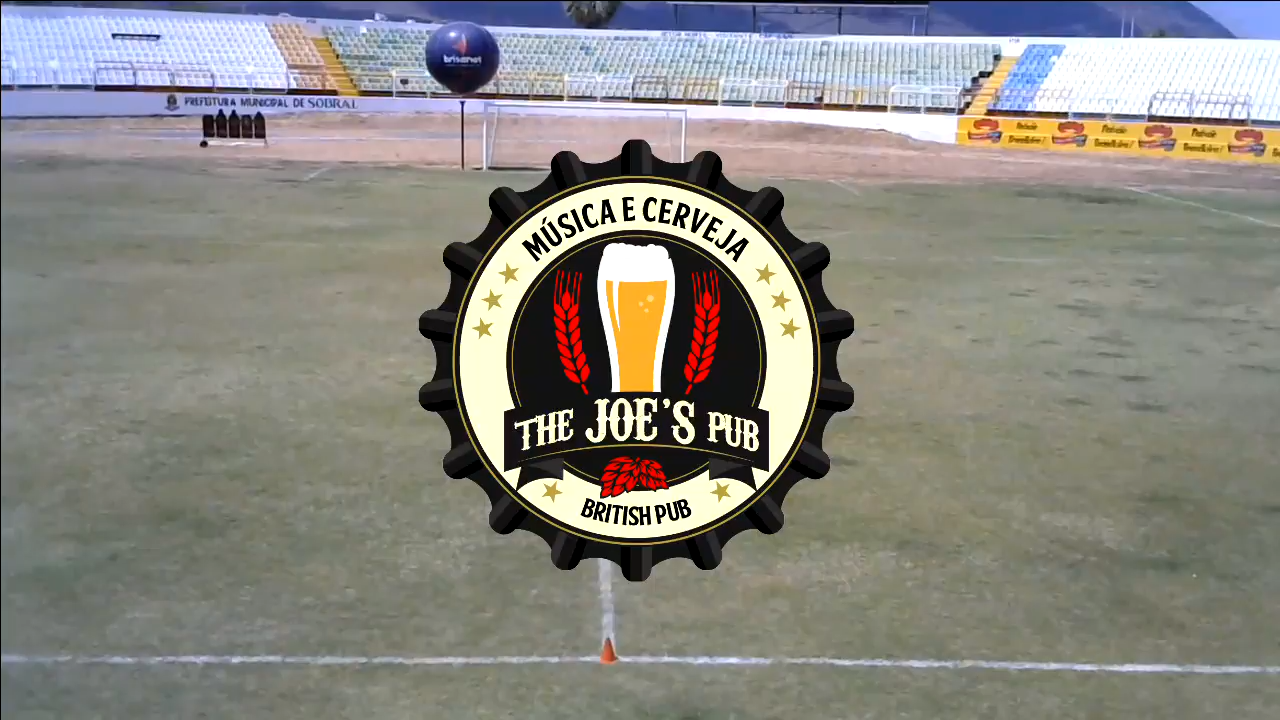 brisanet
PREFEITURA MUNICIPAL DE SOBRAL
MÚSICA E CERVEJA
THE JOE'S PUB
BRITISH PUB